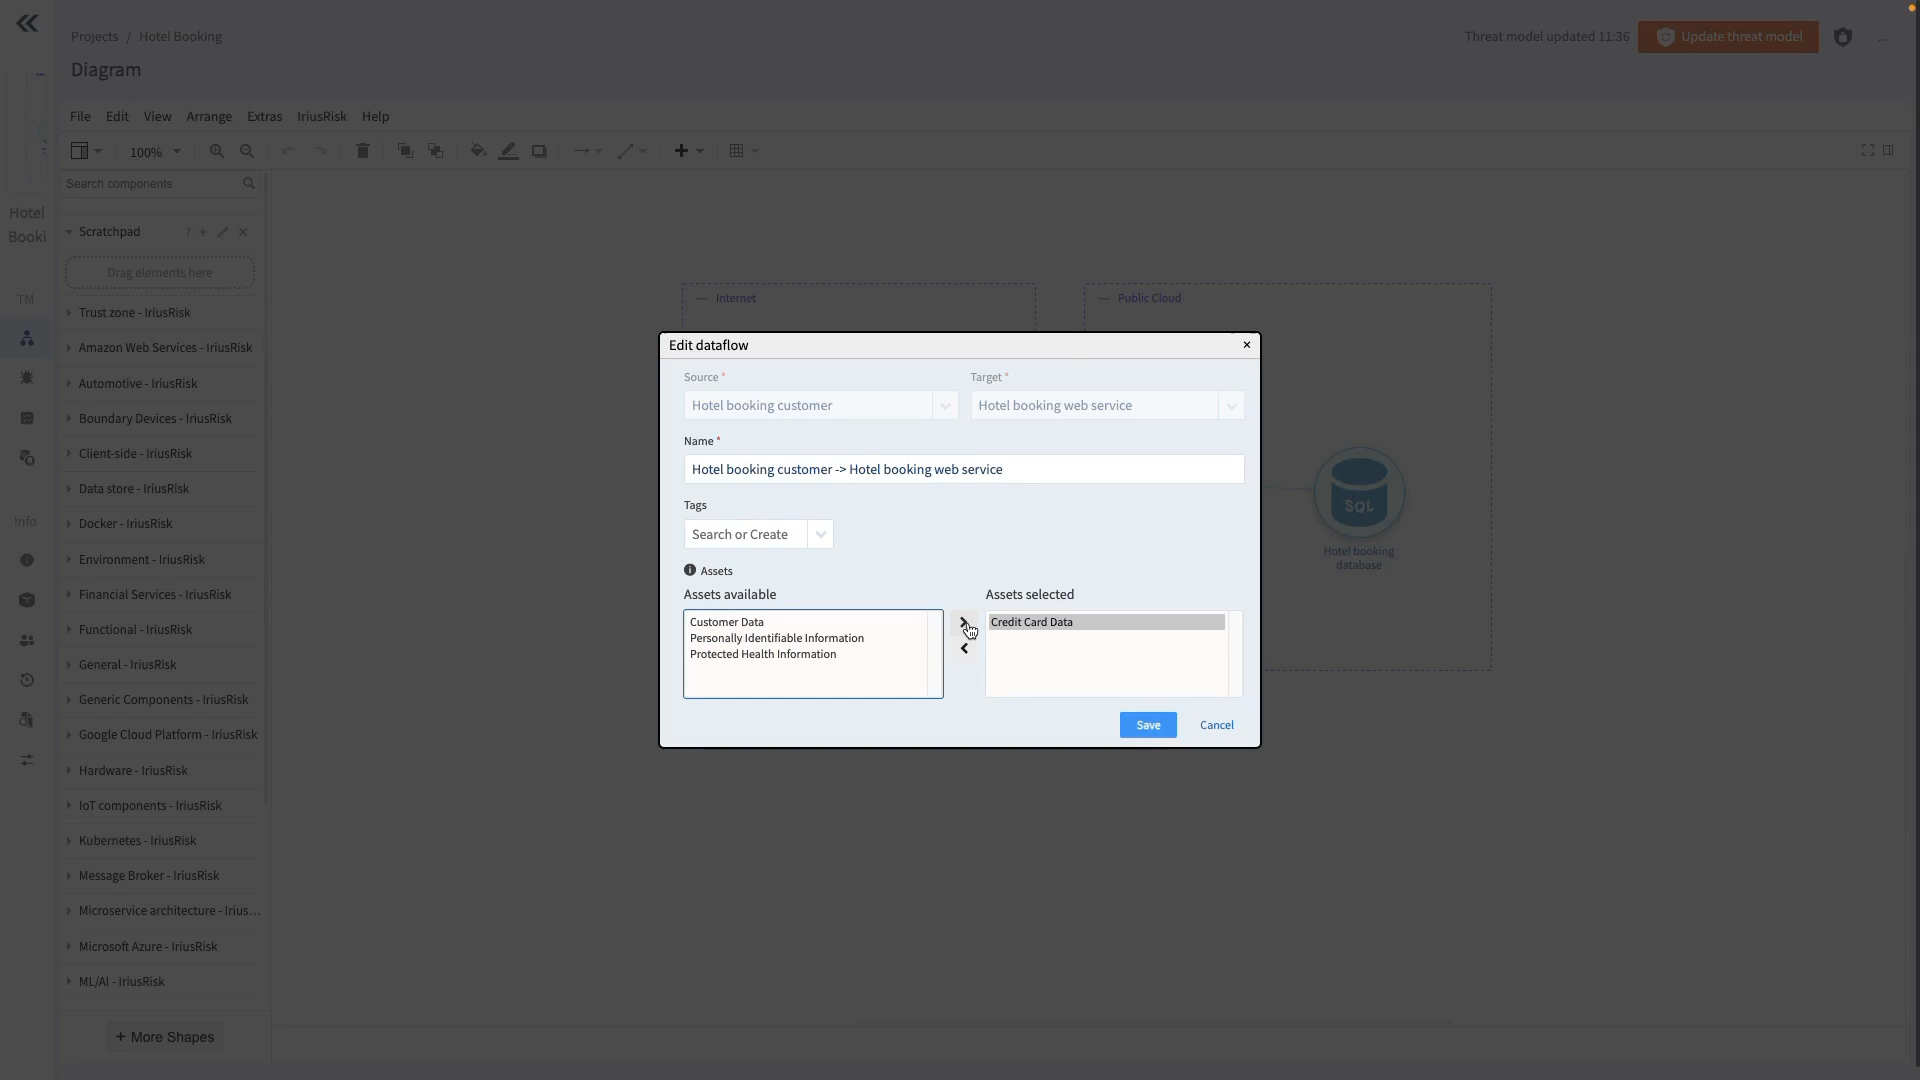 Projects / Hotel Booking
Threat model updated 11:36
Update threat model
...
Diagram
File Edit View Arrange Extras IriusRisk Help
100%
Search components
Hotel
Booki
Scratchpad
?
Drag elements here
TM
Trust zone - IriusRisk
Amazon Web Services - IriusRisk
Automotive - IriusRisk
Boundary Devices - IriusRisk
Client-side - IriusRisk
Data store - IriusRisk
Info
Docker - IriusRisk
Environment - IriusRisk
Financial Services - IriusRisk
Functional - IriusRisk
General - IriusRisk
Generic Components - IriusRisk
Google Cloud Platform - IriusRisk
Hardware - IriusRisk
IoT components - IriusRisk
Kubernetes - IriusRisk
Message Broker - IriusRisk
Microservice architecture - Irius...
Microsoft Azure - IriusRisk
ML/AI - IriusRisk
+ More Shapes
Internet
Public Cloud
SQL
Hotel booking
database
Edit dataflow
Source *
Target *
Hotel booking customer
Hotel booking web service
Name *
Hotel booking customer -> Hotel booking web service
Tags
Search or Create
Assets
Assets available
Assets selected
Customer Data
Personally Identifiable Information
Protected Health Information
Credit Card Data
Save
Cancel